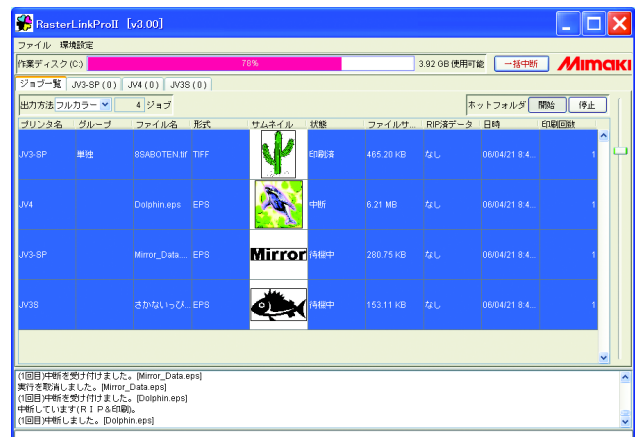 RasterLinkProII [v3.00]
ファイル 環境設定
作業ディスク(C:) 78% 3.92 GB 使用可能 一括中断 Mimaki
ジョブ一覧 JV3-SP ( 0 ) JV4 ( 0 ) JV3S ( 0 )
出力方法 フルカラー 4 ジョブ ホットフォルダ 開始 停止
プリンタ名 グループ ファイル名 形式 サムネイル 状態 ファイルサ... RIP済データ 日時 印刷回数
JV3-SP 単独 8SABOTEN.tif TIFF 印刷済 465.20 KB なし 06/04/21 8:4... 1
JV4 Dolphin.eps EPS 中断 6.21 MB なし 06/04/21 8:4... 1
JV3-SP Mirror_Data.... EPS Mirror 待機中 280.75 KB なし 06/04/21 8:4... 1
JV3S さかないっぴ... EPS 待機中 153.11 KB なし 06/04/21 8:4... 1
(1回目)中断を受け付けました。[Mirror_Data.eps]
実行を取消しました。[Mirror_Data.eps]
(1回目)中断を受け付けました。[Dolphin.eps]
中断しています(ＲＩＰ&印刷)。
(1回目)中断しました。[Dolphin.eps]